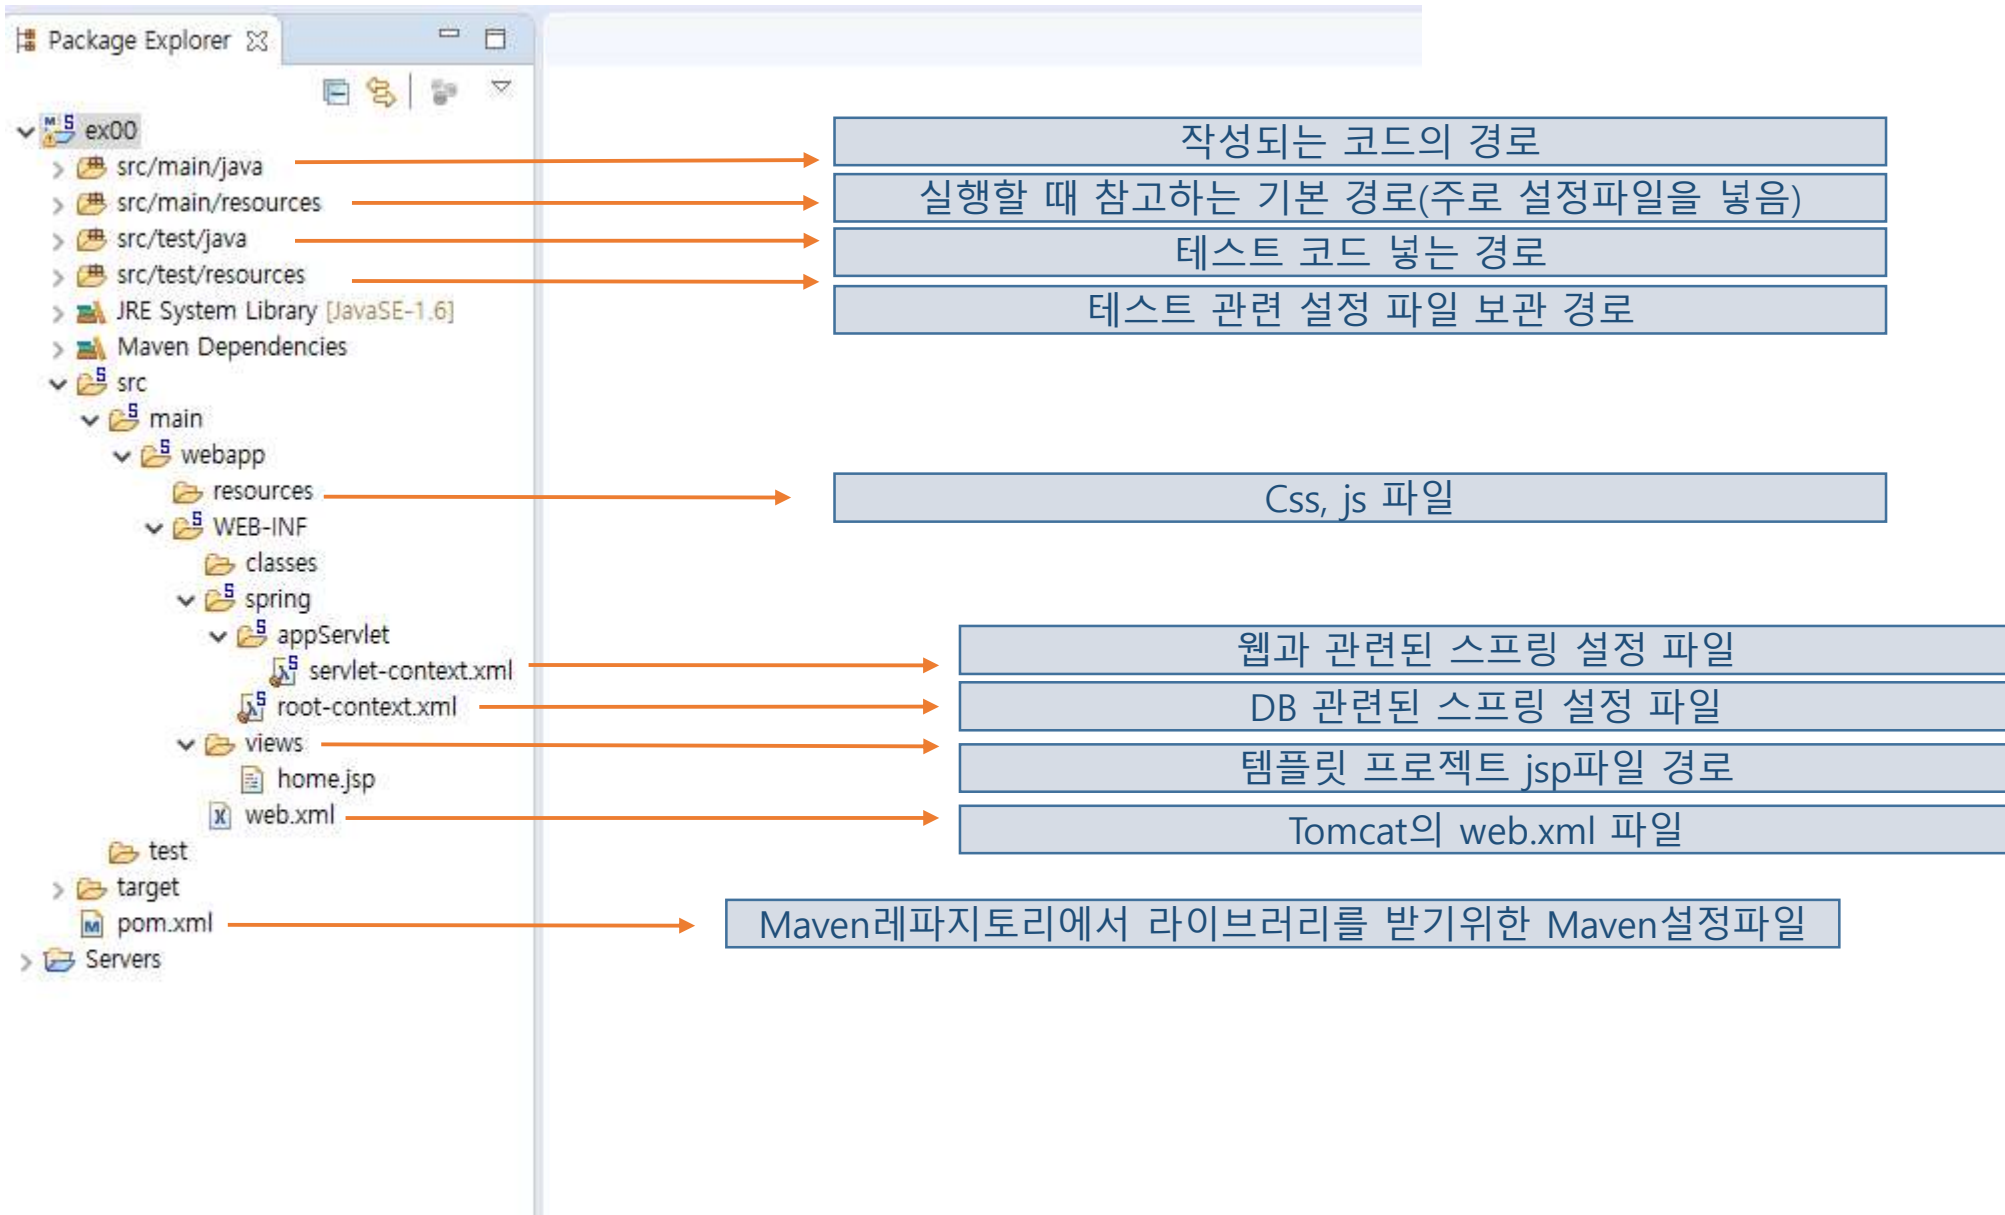 Package Explorer
ex00
src/main/java
작성되는 코드의 경로
src/main/resources
실행할 때 참고하는 기본 경로(주로 설정파일을 넣음)
src/test/java
테스트 코드 넣는 경로
src/test/resources
테스트 관련 설정 파일 보관 경로
JRE System Library [JavaSE-1.6]
Maven Dependencies
src
main
webapp
resources
Css, js 파일
WEB-INF
classes
spring
appServlet
servlet-context.xml
웹과 관련된 스프링 설정 파일
root-context.xml
DB 관련된 스프링 설정 파일
views
템플릿 프로젝트 jsp파일 경로
home.jsp
web.xml
Tomcat의 web.xml 파일
test
target
pom.xml
Maven레파지토리에서 라이브러리를 받기위한 Maven설정파일
Servers